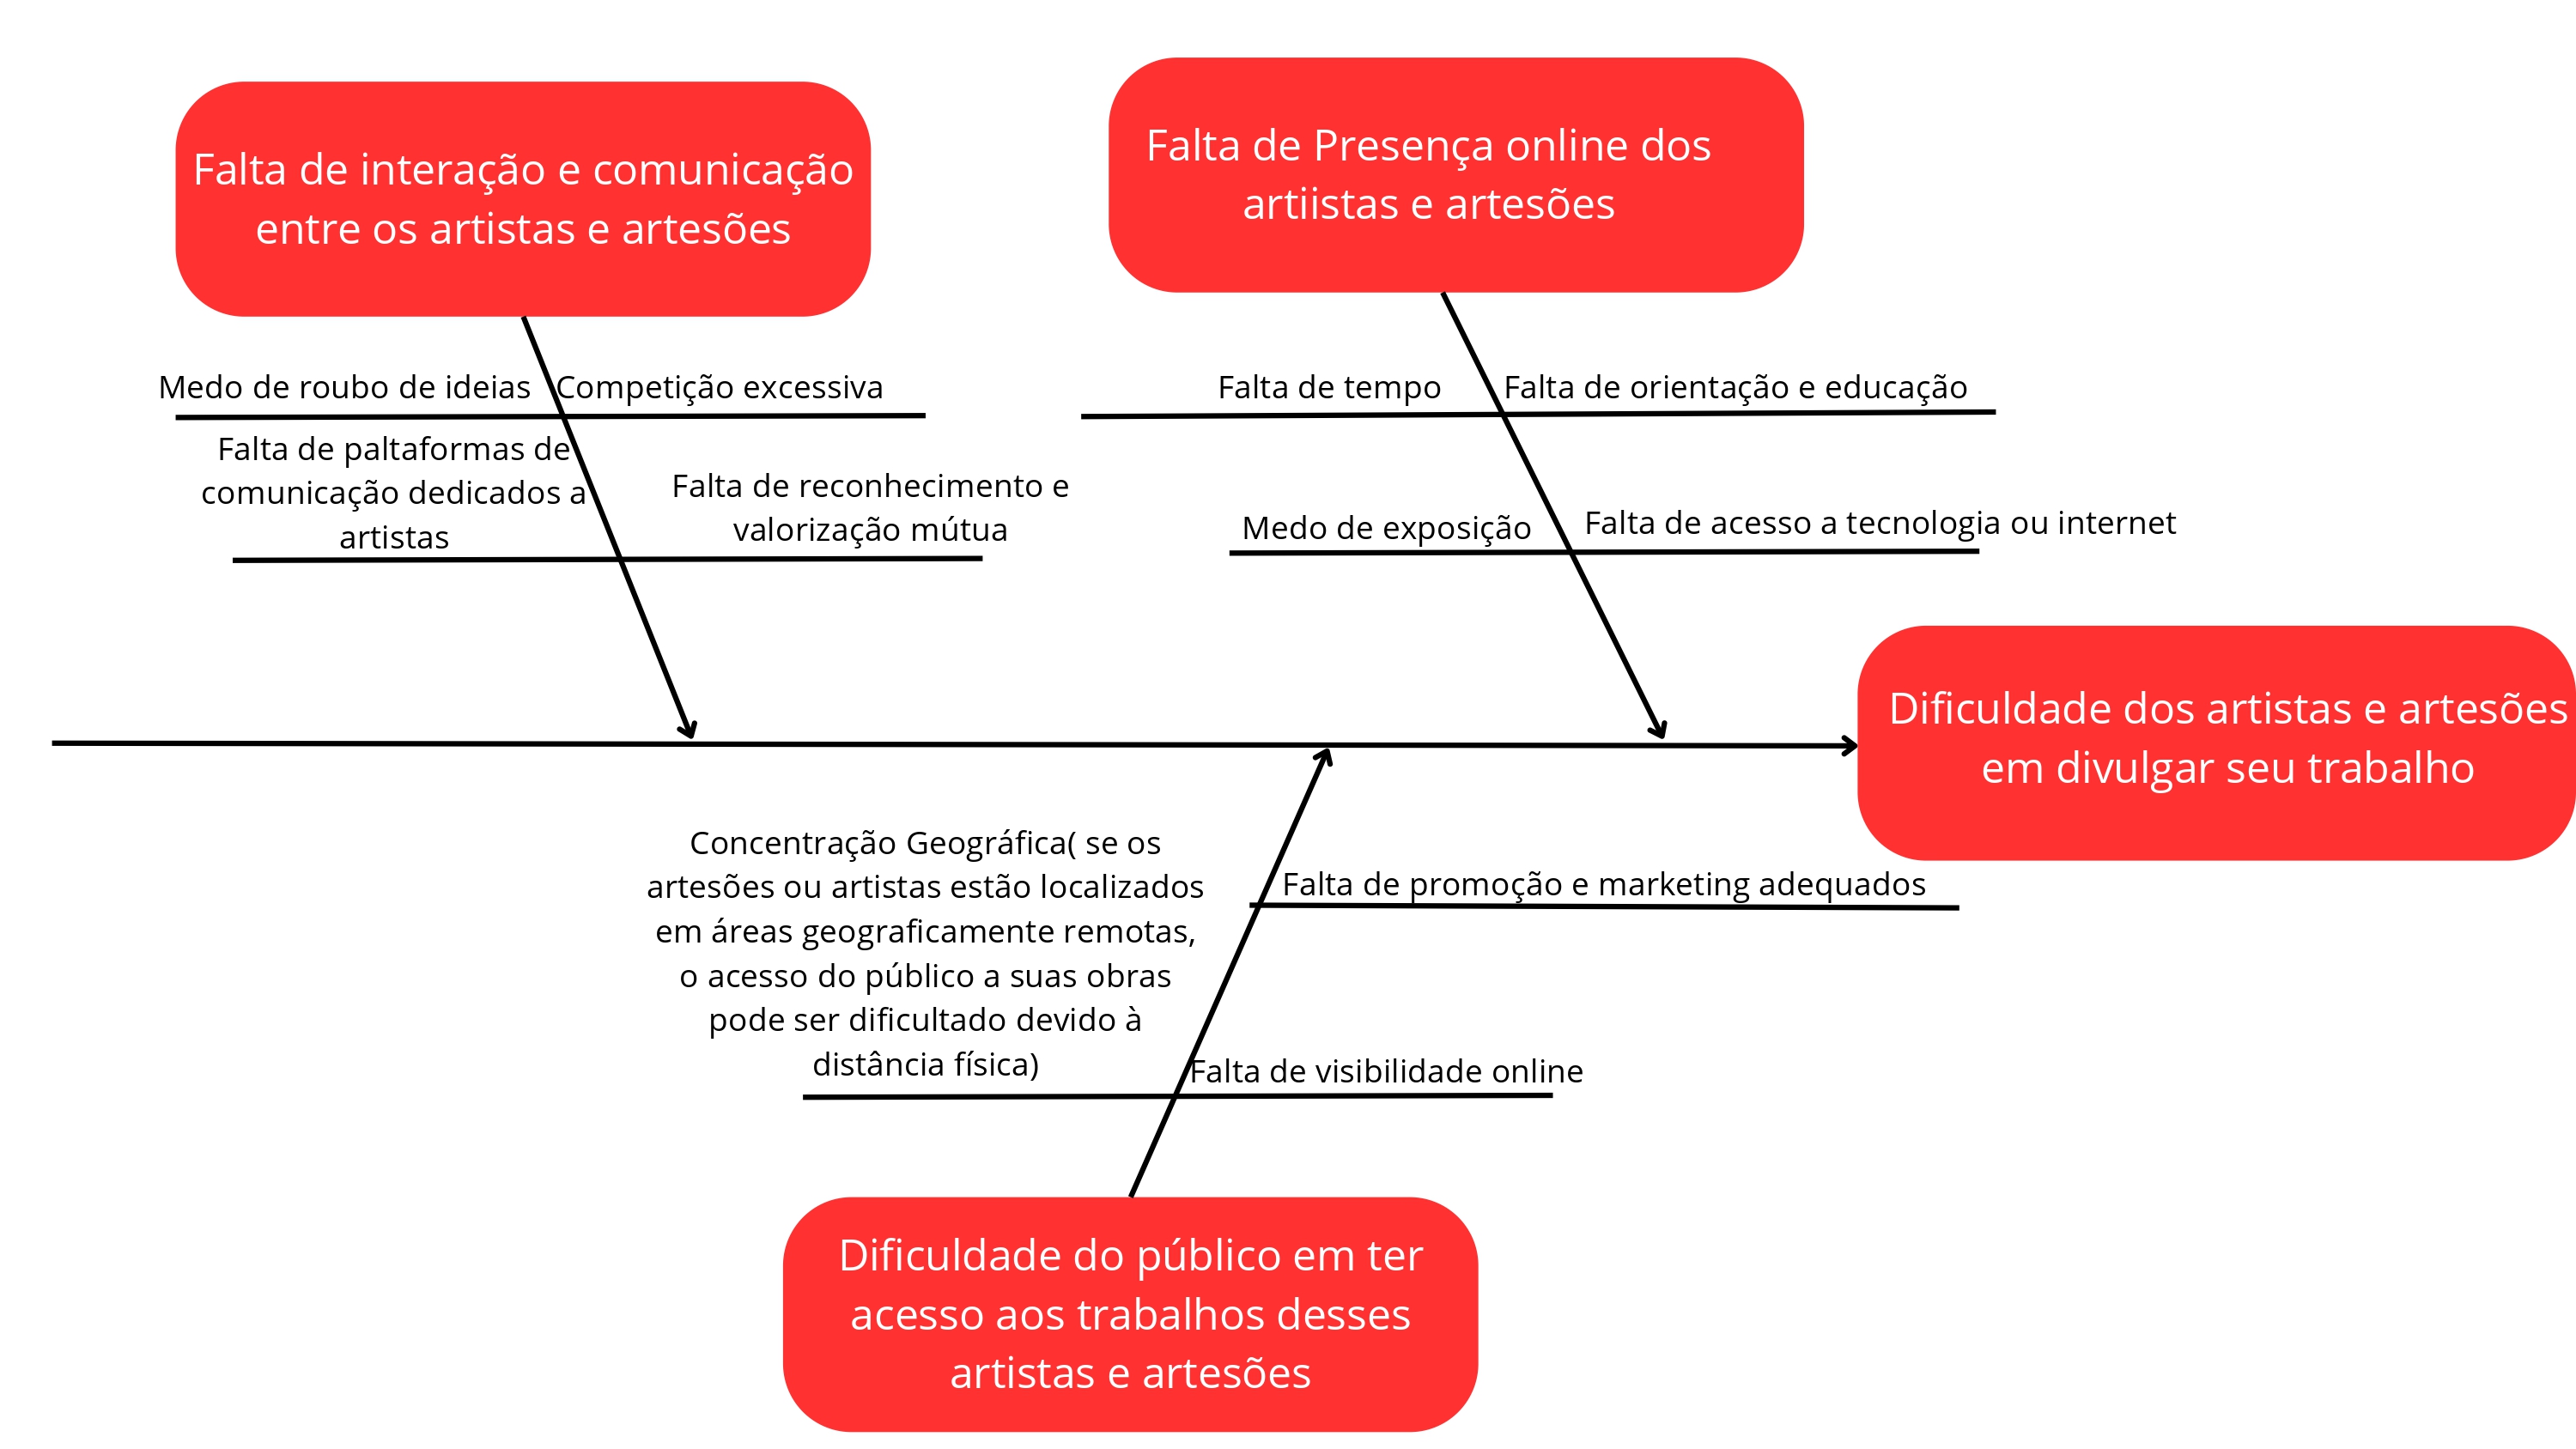 Falta de interação e comunicação
entre os artistas e artesões
Falta de Presença online dos
artiistas e artesões
Medo de roubo de ideias
Competição excessiva
Falta de paltaformas de
comunicação dedicados a
artistas
Falta de reconhecimento e
valorização mútua
Falta de tempo
Falta de orientação e educação
Medo de exposição
Falta de acesso a tecnologia ou internet
Dificuldade dos artistas e artesões
em divulgar seu trabalho
Concentração Geográfica( se os
artesões ou artistas estão localizados
em áreas geograficamente remotas,
o acesso do público a suas obras
pode ser dificultado devido à
distância física)
Falta de promoção e marketing adequados
Falta de visibilidade online
Dificuldade do público em ter
acesso aos trabalhos desses
artistas e artesões